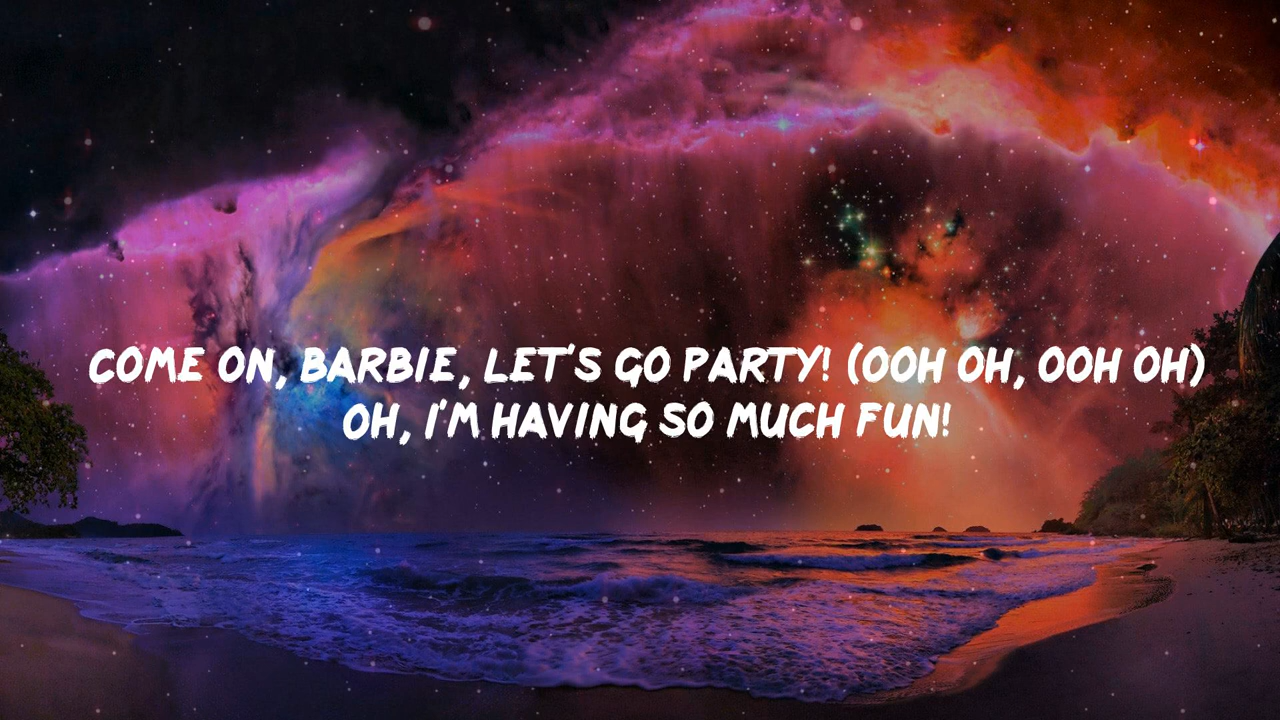 COME ON, BARBIE, LET'S GO PARTY! (OOH OH, OOH OH)
OH, I'M HAVING SO MUCH FUN!